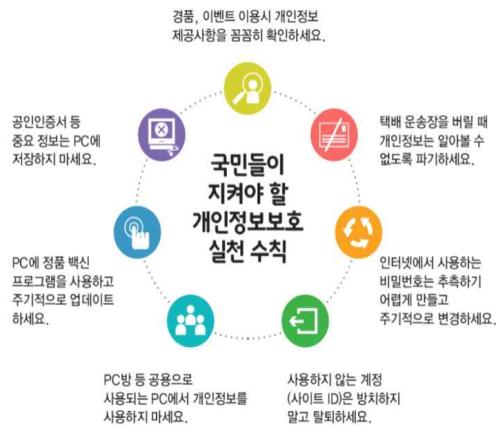 경품, 이벤트 이용시 개인정보
제공사항을 꼼꼼히 확인하세요.
택배 운송장을 버릴 때
개인정보는 알아볼 수
없도록 파기하세요.
인터넷에서 사용하는
비밀번호는 추측하기
어렵게 만들고
주기적으로 변경하세요.
사용하지 않는 계정
(사이트 ID)은 방치하지
말고 탈퇴하세요.
PC방 등 공용으로
사용되는 PC에서 개인정보를
사용하지 마세요.
PC에 정품 백신
프로그램을 사용하고
주기적으로 업데이트
하세요.
공인인증서 등
중요 정보는 PC에
저장하지 마세요.
국민들이
지켜야 할
개인정보보호
실천 수칙